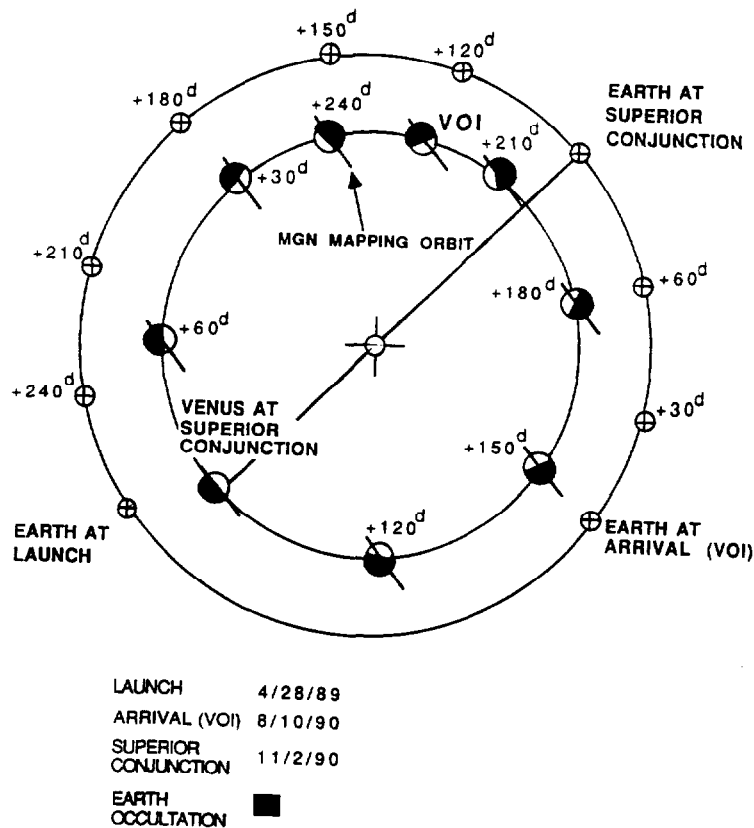 +150d
+120d
+180d
+240d
VOI
+210d
EARTH AT
SUPERIOR
CONJUNCTION
+30d
MGN MAPPING ORBIT
+210d
+180d
+60d
+60d
+240d
+30d
VENUS AT
SUPERIOR
CONJUNCTION
+150d
EARTH AT
LAUNCH
+120d
EARTH AT
ARRIVAL (VOI)
LAUNCH 4/28/89
ARRIVAL (VOI) 8/10/90
SUPERIOR
CONJUNCTION 11/2/90
EARTH
OCCULTATION